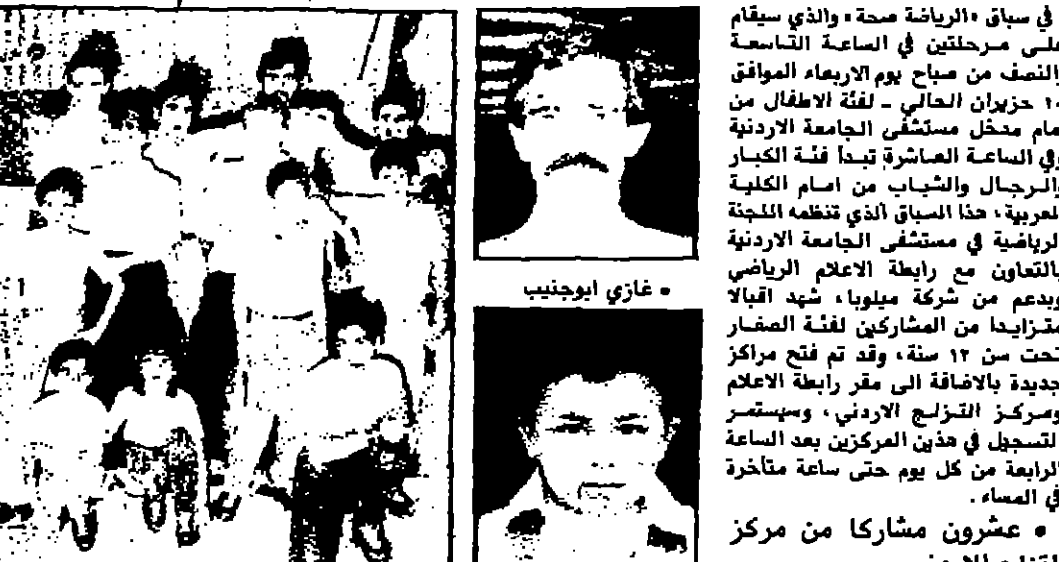 في سباق «الرياضة صحة» والذي سيقام
على مرحلتين في الساعة التاسعة
والنصف من صباح يوم الاربعاء الموافق
حزيران الحالي - لفئة الاطفال من
امام مدخل مستشفى الجامعة الاردنية
وفي الساعة العاشرة تبدأ فئة الكبار
والرجال والشباب من امام الكلية
العربية، هذا السباق الذي تنظمه اللجنة
الرياضية في مستشفى الجامعة الاردنية
بالتعاون مع رابطة الاعلام الرياضي
وبدعم من شركة ميلوبا، شهد اقبالا
متزايدا من المشاركين لفئة الصغار
تحت سن ١٢ سنة، وقد تم فتح مراكز
جديدة بالاضافة الى مقر رابطة الاعلام
ومركز التزلج الاردني، وسيستمر
التسجيل في هذين المركزين بعد الساعة
الرابعة من كل يوم حتى ساعة متأخرة
في المساء.
• عشرون مشاركا من مركز
• غازي ابوجنيب